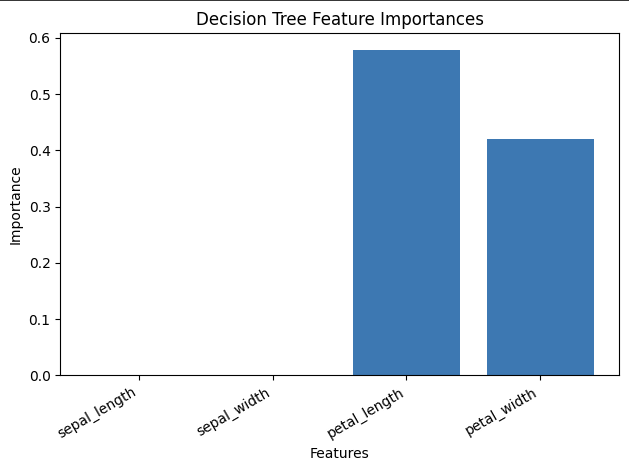 Decision Tree Feature Importances
0.6
0.5
0.4
0.3
0.2
0.1
0.0
Importance
sepal_length
sepal_width
petal_length
petal_width
Features